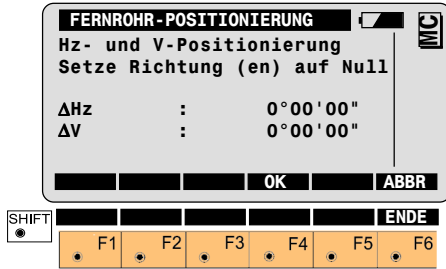 FERNROHR-POSITIONIERUNG
MC
Hz- und V-Positionierung
Setze Richtung (en) auf Null
ΔHz : 0°00'00"
ΔV : 0°00'00"
OK ABBR
SHIFT ENDE
F1 F2 F3 F4 F5 F6